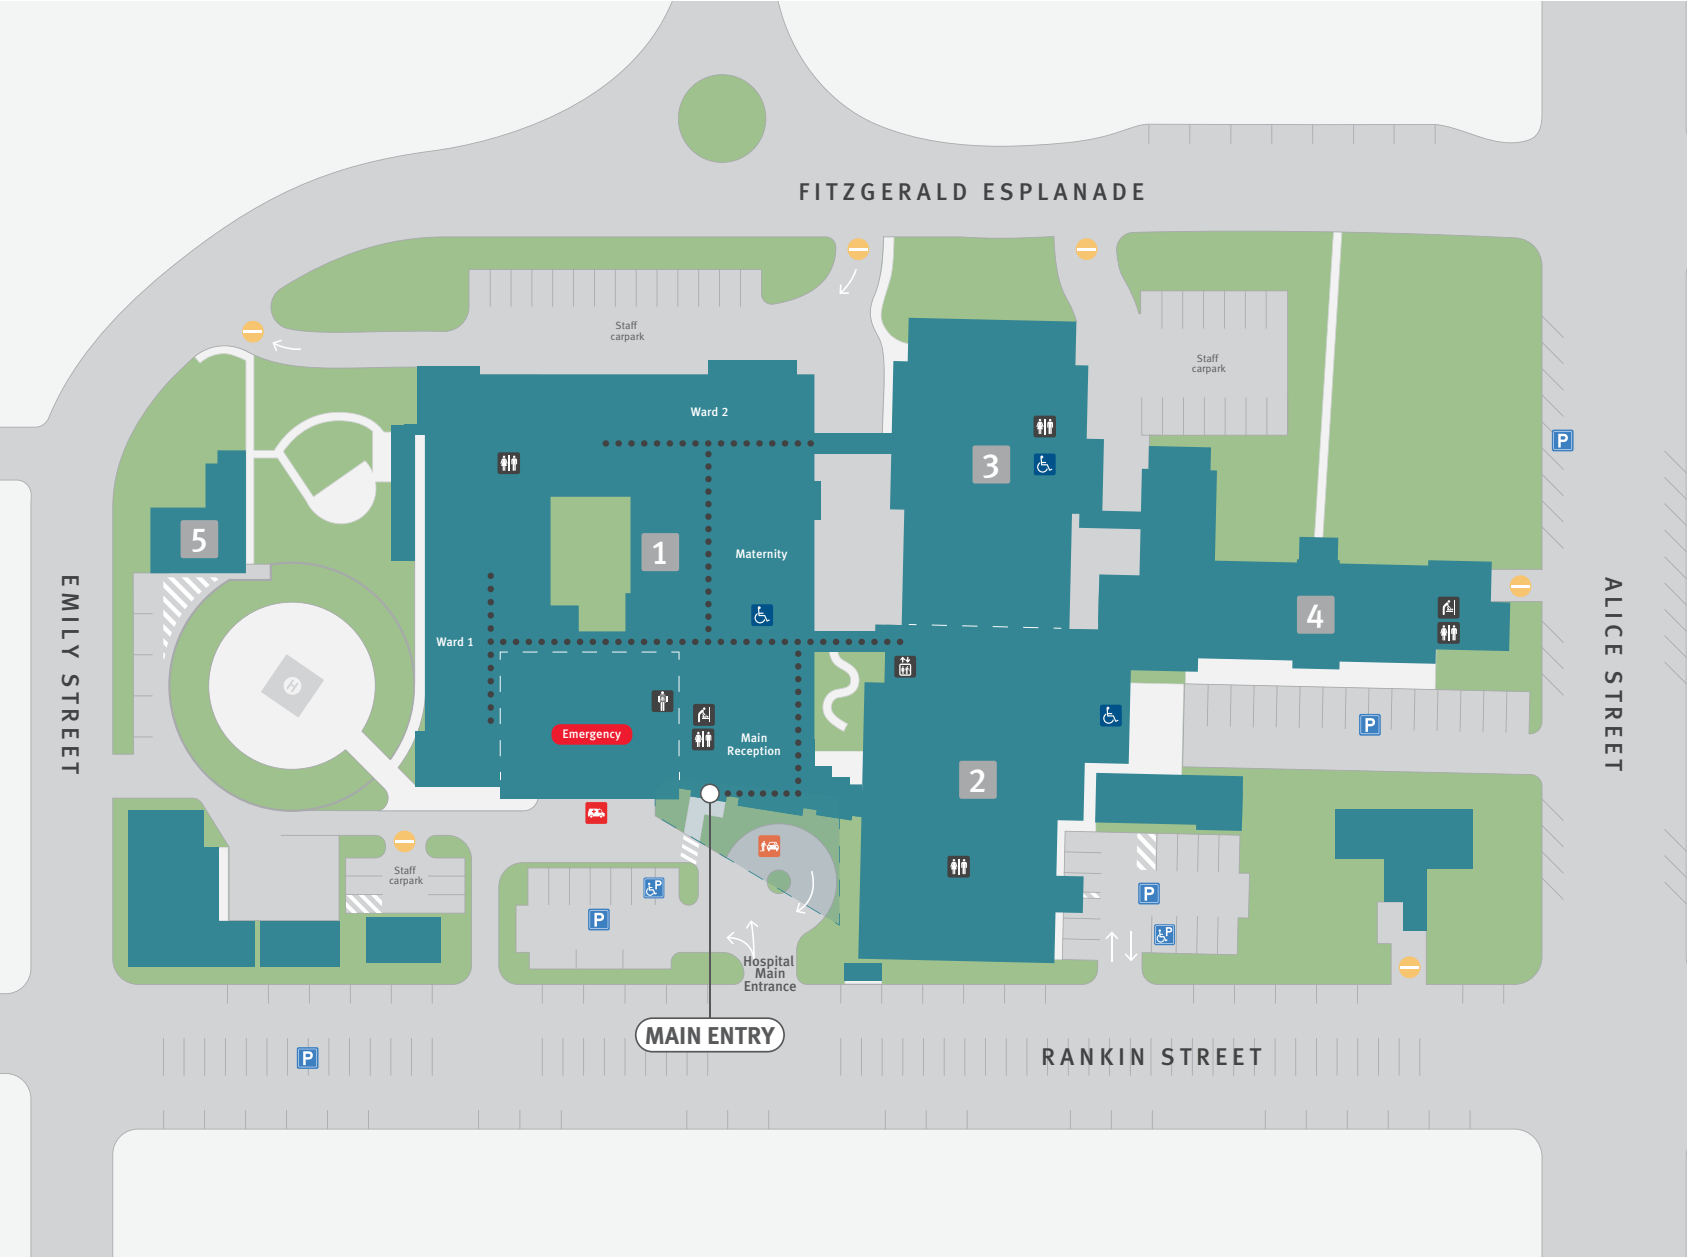 FITZGERALD ESPLANADE
Staff
carpark
Staff
carpark
Ward 2
P
3
5
1
Maternity
EMILY STREET
ALICE STREET
4
Ward 1
H
Emergency
Main
Reception
P
2
Staff
carpark
P
P
P
P
Hospital
Main
Entrance
MAIN ENTRY
P
RANKIN STREET